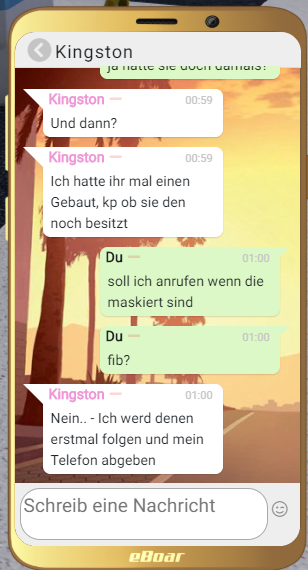 Kingston
ja hatte sie doch damals?
Kingston
00:59
Und dann?
Kingston
00:59
Ich hatte ihr mal einen
Gebaut, kp ob sie den
noch besitzt
Du
01:00
soll ich anrufen wenn die
maskiert sind
Du
01:00
fib?
Kingston
01:00
Nein.. - Ich werd denen
erstmal folgen und mein
Telefon abgeben
Schreib eine Nachricht
eBoar